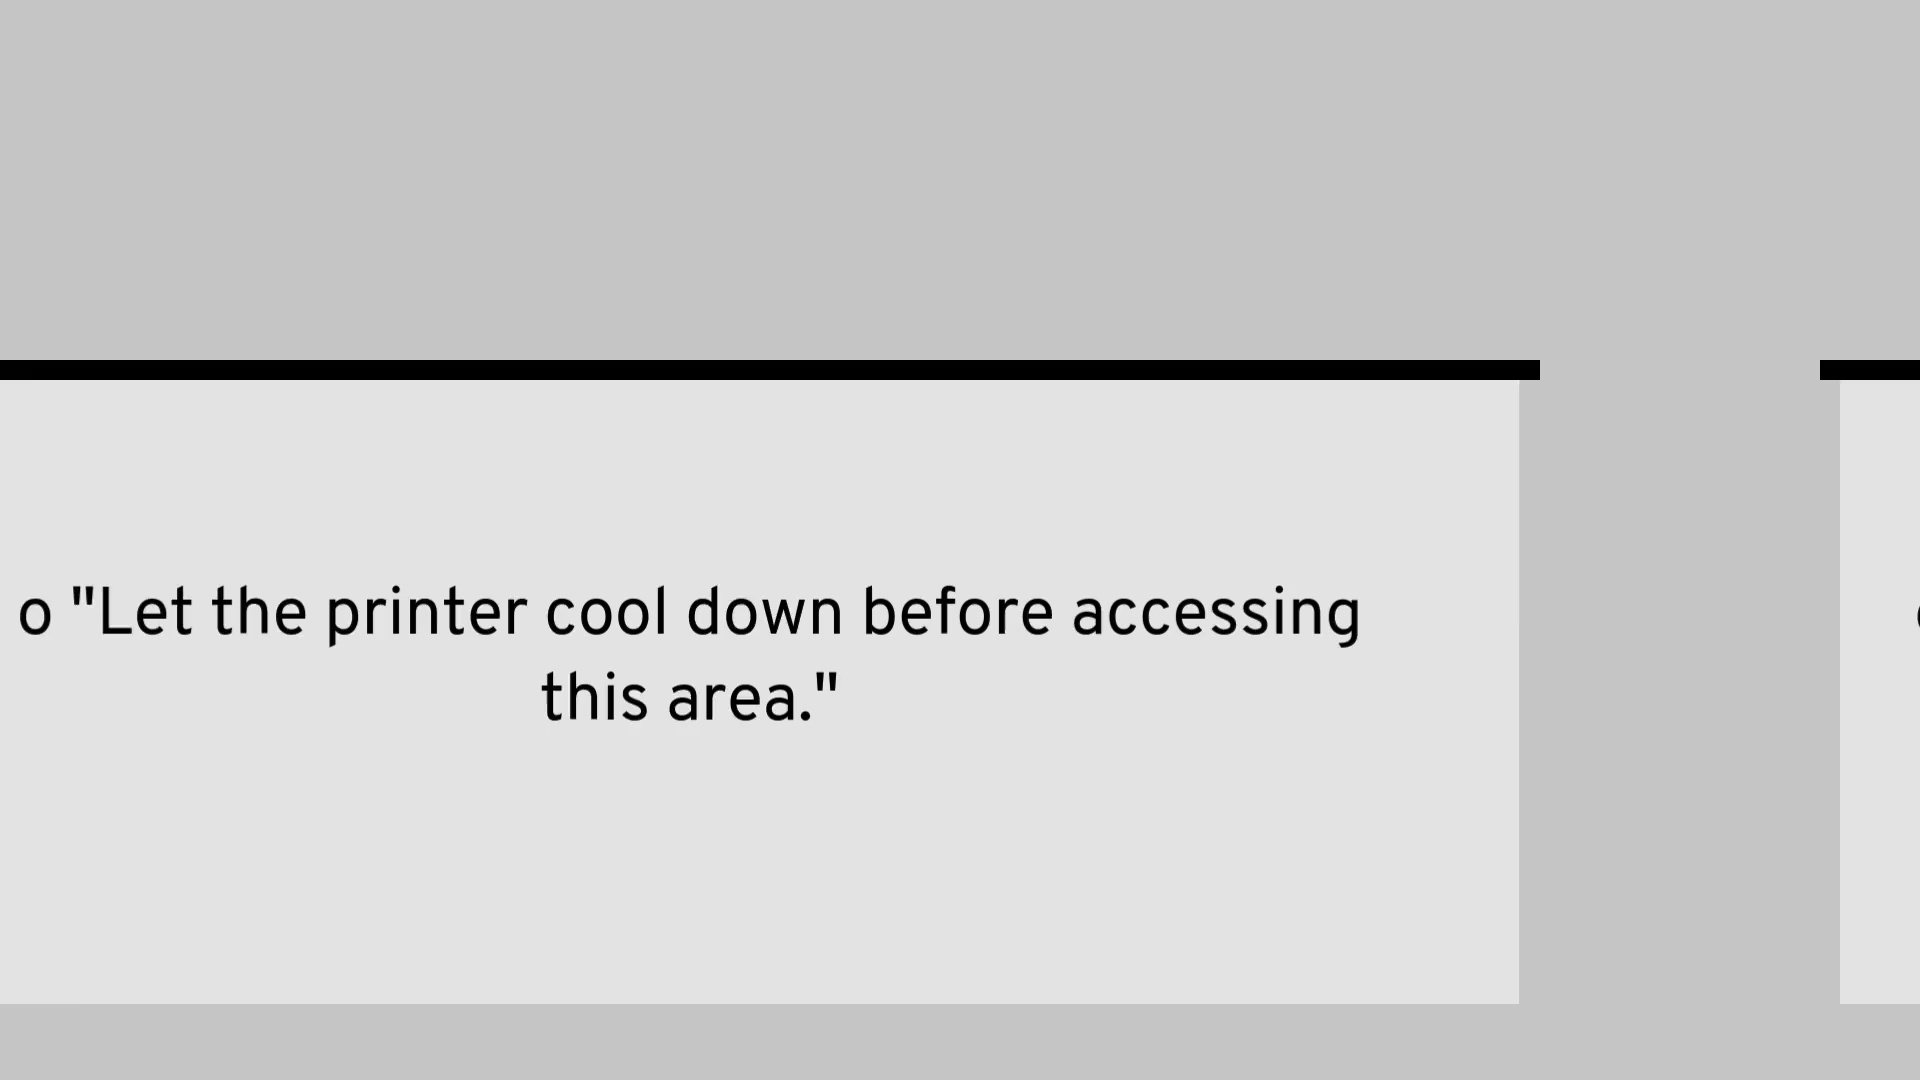 o "Let the printer cool down before accessing
this area."